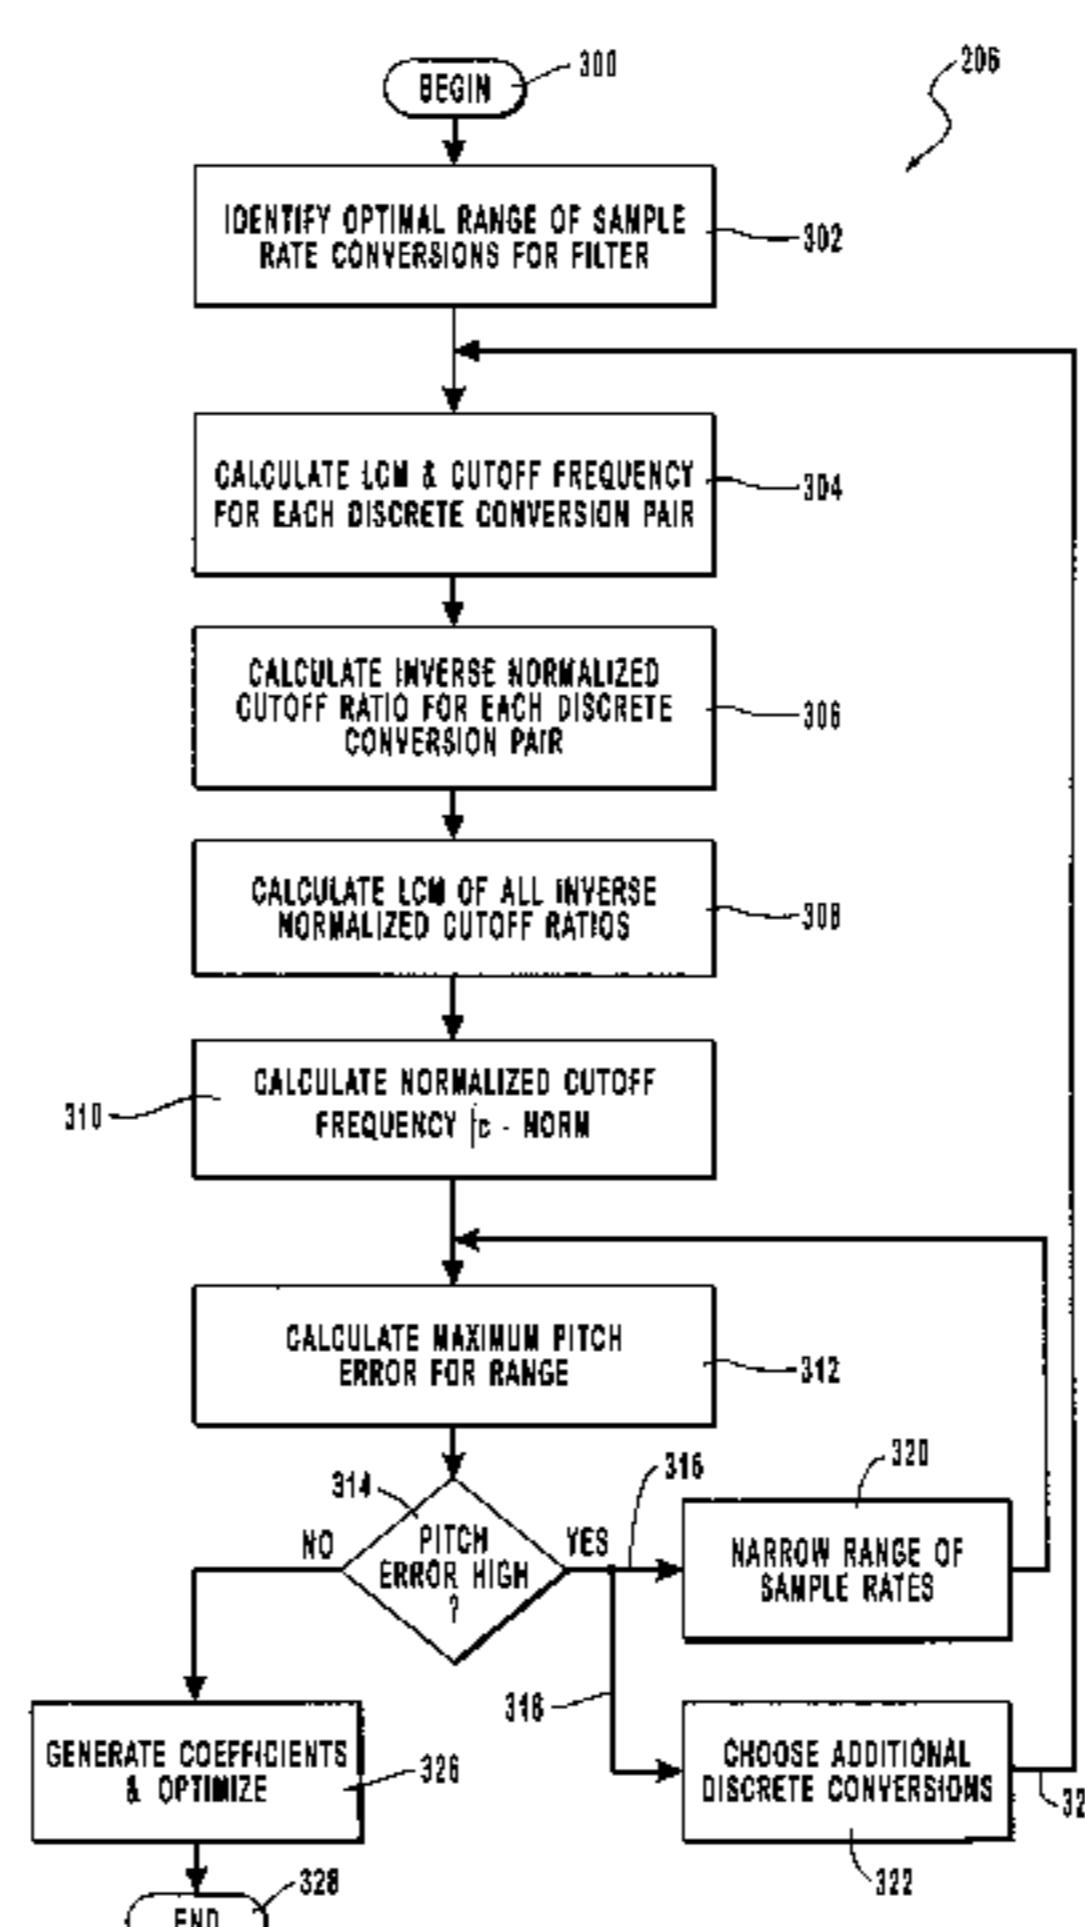 300
206
BEGIN
IDENTIFY OPTIMAL RANGE OF SAMPLE
RATE CONVERSIONS FOR FILTER
302
CALCULATE LCM & CUTOFF FREQUENCY
FOR EACH DISCRETE CONVERSION PAIR
304
CALCULATE INVERSE NORMALIZED
CUTOFF RATIO FOR EACH DISCRETE
CONVERSION PAIR
306
CALCULATE LCM OF ALL INVERSE
NORMALIZED CUTOFF RATIOS
308
CALCULATE NORMALIZED CUTOFF
FREQUENCY fc - NORM
310
CALCULATE MAXIMUM PITCH
ERROR FOR RANGE
312
314
316
320
NO
PITCH
ERROR HIGH
?
YES
NARROW RANGE OF
SAMPLE RATES
318
GENERATE COEFFICIENTS
& OPTIMIZE
326
CHOOSE ADDITIONAL
DISCRETE CONVERSIONS
32
322
328
END